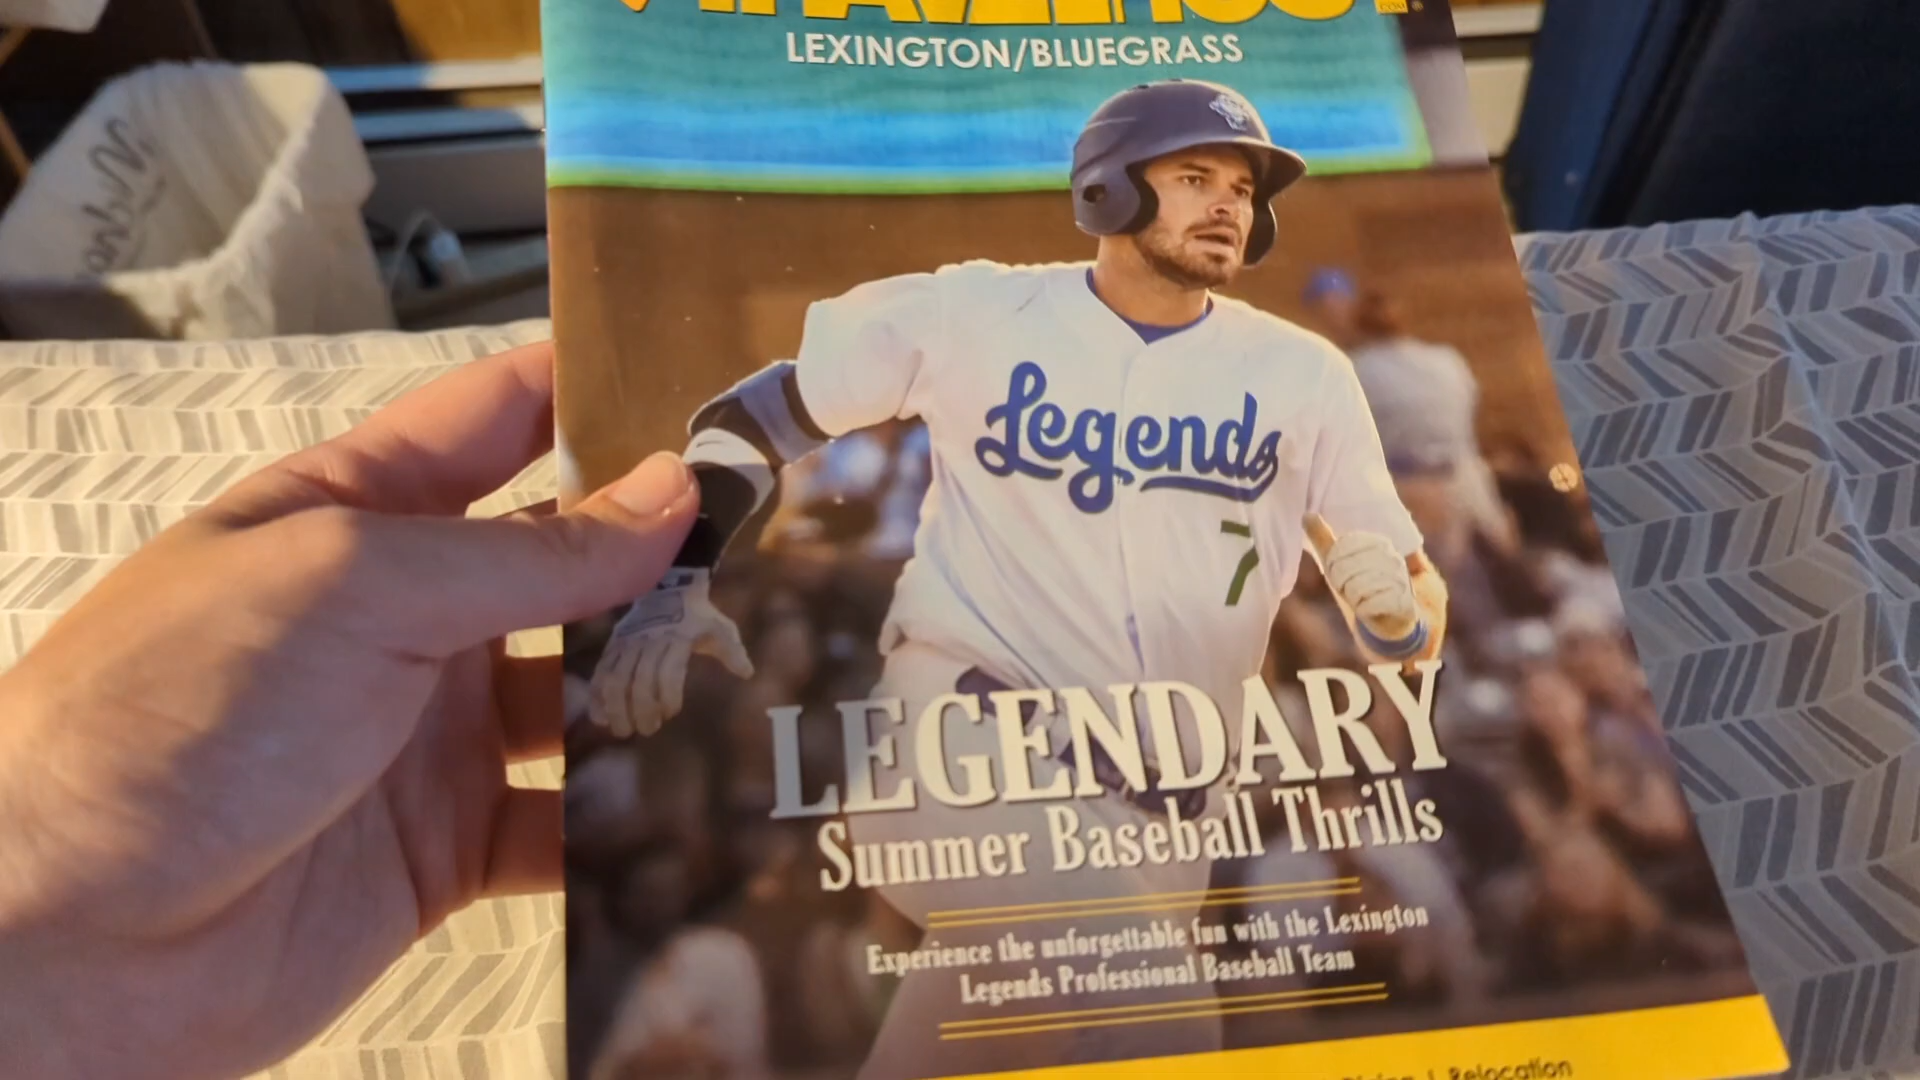 LEXINGTON/BLUEGRASS
Legends
7
LEGENDARY
Summer Baseball Thrills
Experience the unforgettable fun with the Lexington
Legends Professional Baseball Team
| Relocation